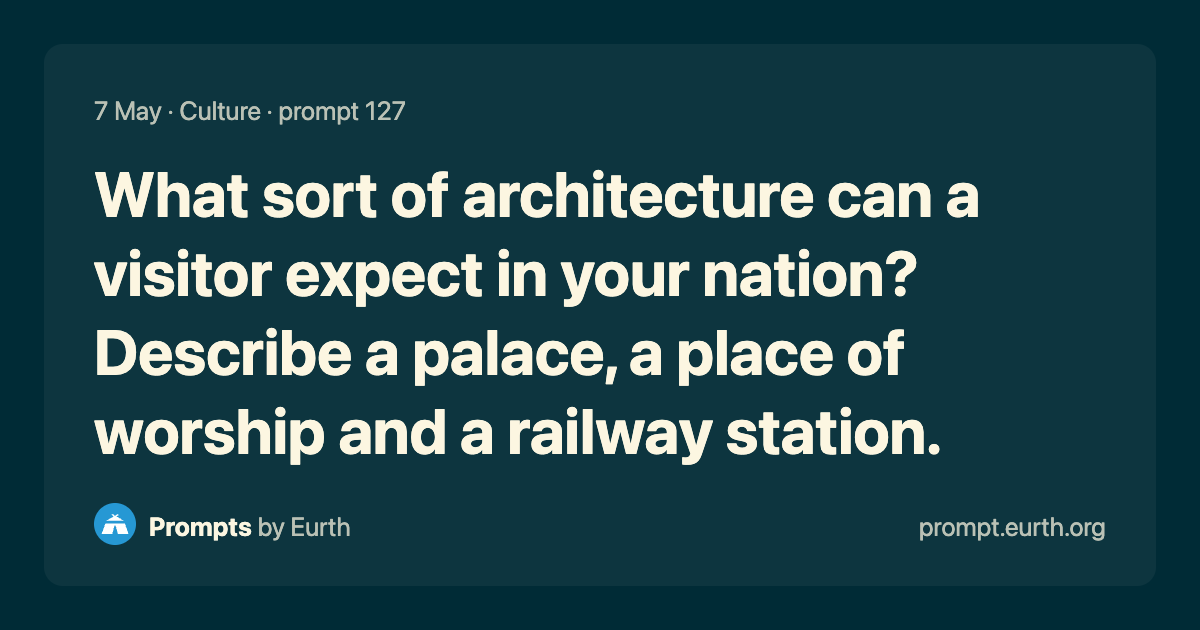 7 May · Culture · prompt 127
What sort of architecture can a
visitor expect in your nation?
Describe a palace, a place of
worship and a railway station.
Prompts by Eurth
prompt.eurth.org